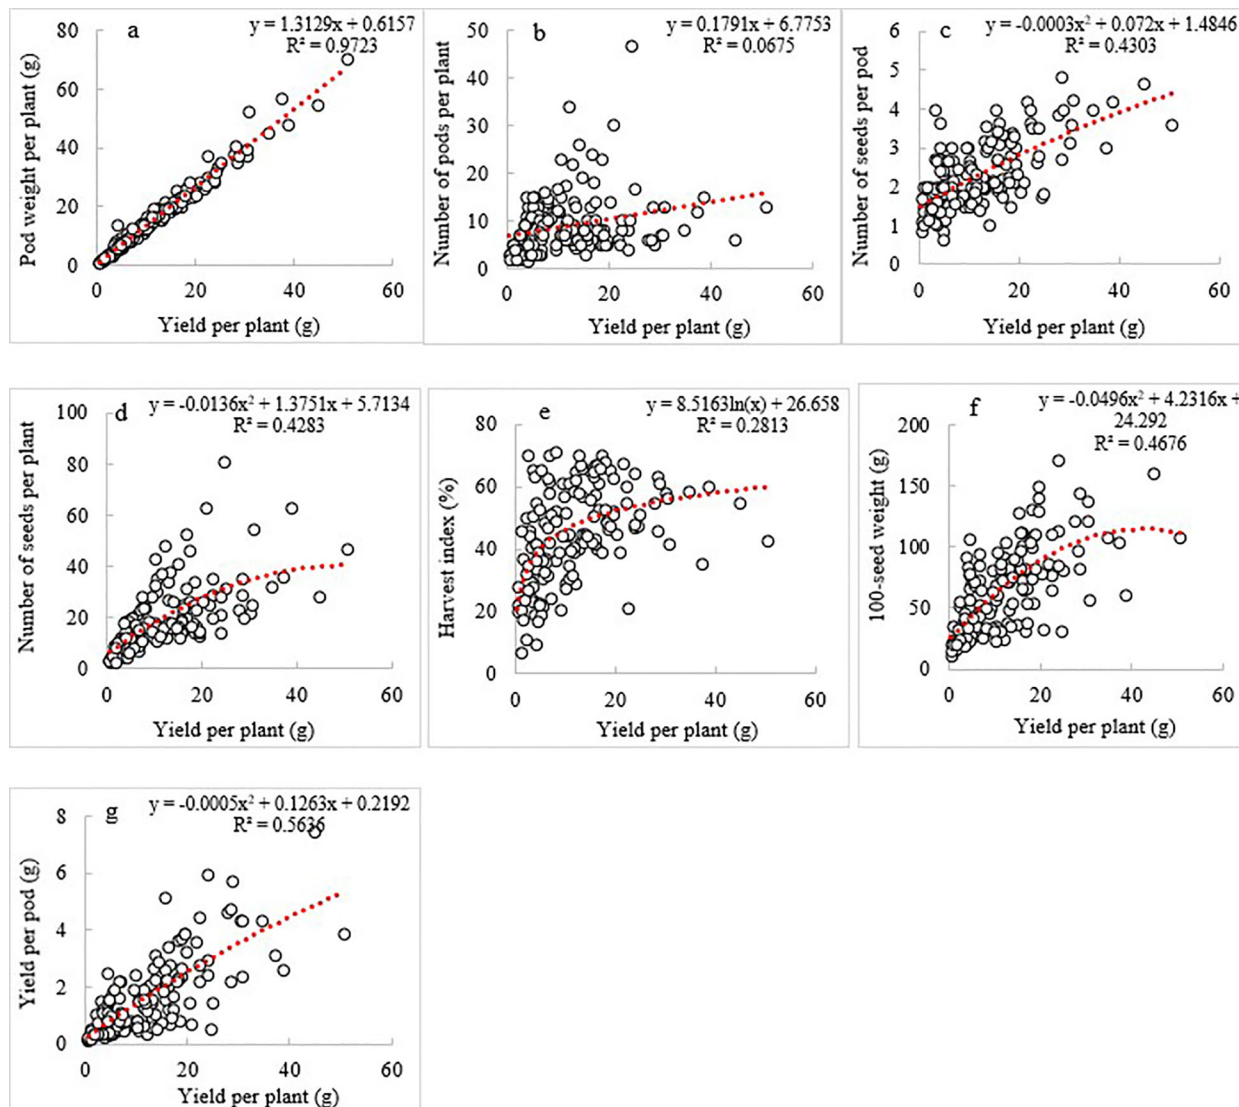 a
y = 1.3129x + 0.6157
R² = 0.9723
Pod weight per plant (g)
80
60
40
20
0
0 20 40 60
Yield per plant (g)
b
y = 0.1791x + 6.7753
R² = 0.0675
Number of pods per plant
50
40
30
20
10
0
0 20 40 60
Yield per plant (g)
c
y = -0.0003x² + 0.072x + 1.4846
R² = 0.4303
Number of seeds per pod
6
5
4
3
2
1
0
0 20 40 60
Yield per plant (g)
d
y = -0.0136x² + 1.3751x + 5.7134
R² = 0.4283
Number of seeds per plant
100
80
60
40
20
0
0 20 40 60
Yield per plant (g)
e
y = 8.5163ln(x) + 26.658
R² = 0.2813
Harvest index (%)
80
60
40
20
0
0 20 40 60
Yield per plant (g)
f
y = -0.0496x² + 4.2316x +
24.292
R² = 0.4676
100-seed weight (g)
200
150
100
50
0
0 20 40 60
Yield per plant (g)
g
y = -0.0005x² + 0.1263x + 0.2192
R² = 0.5636
Yield per pod (g)
8
6
4
2
0
0 20 40 60
Yield per plant (g)